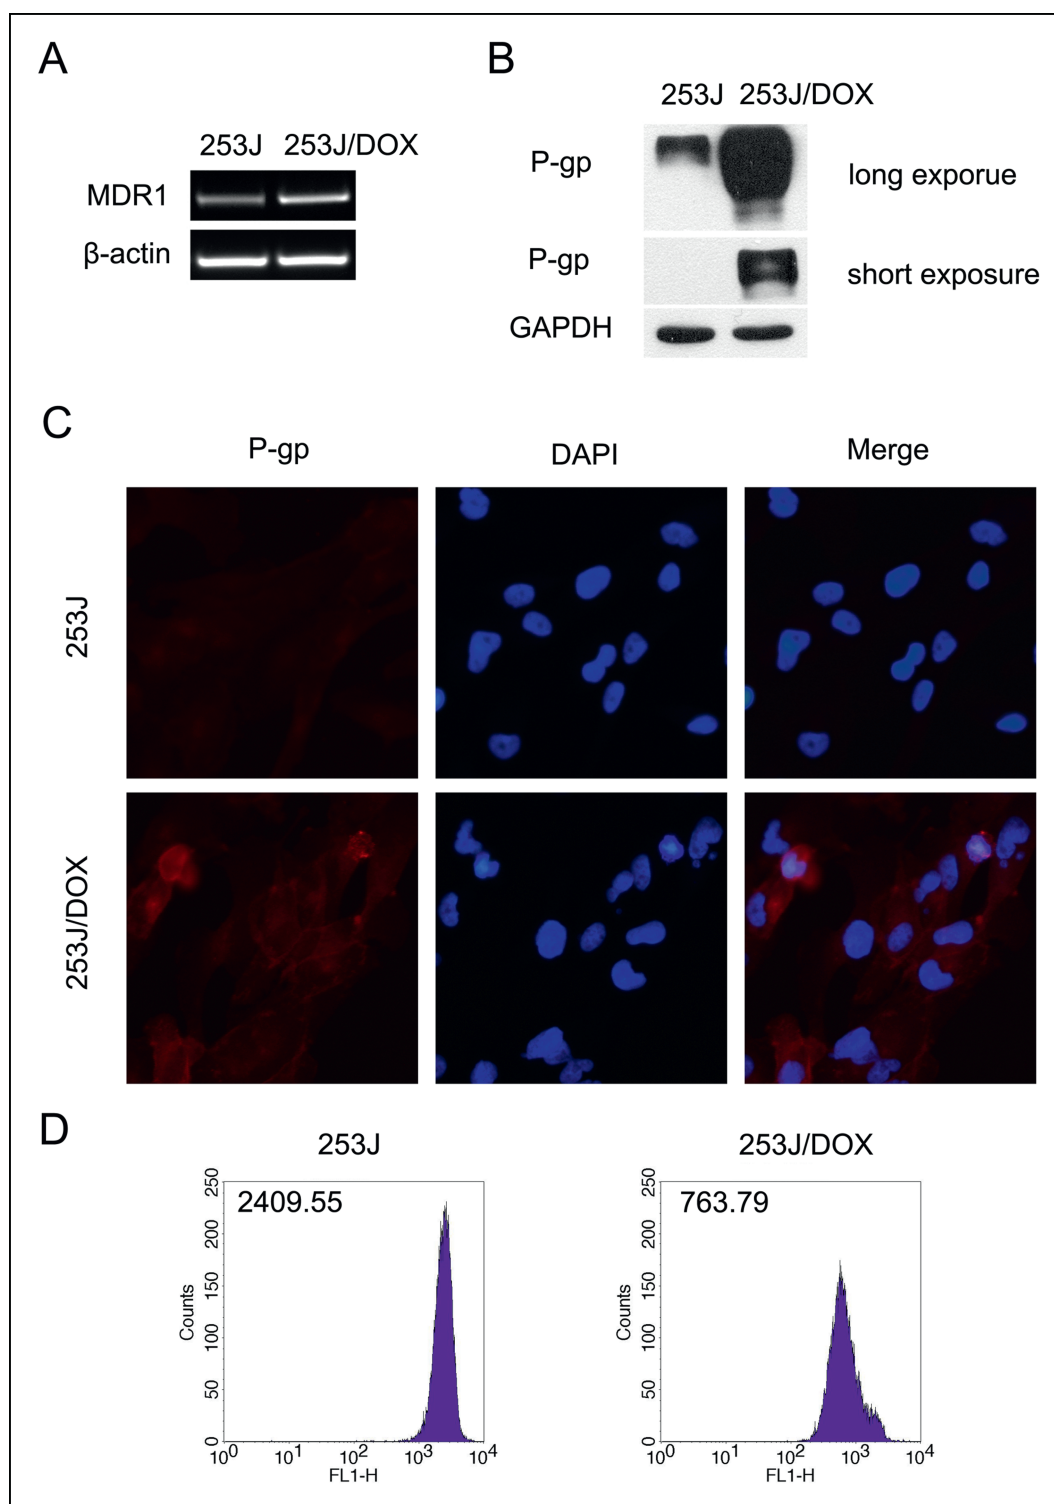 A
253J 253J/DOX
MDR1
β-actin
B
253J 253J/DOX
P-gp
long exporue
P-gp
short exposure
GAPDH
C
P-gp DAPI Merge
253J
253J/DOX
D
253J
2409.55
Counts
250
200
150
100
50
0
10⁰ 10¹ 10² 10³ 10⁴
FL1-H
253J/DOX
763.79
Counts
250
200
150
100
50
0
10⁰ 10¹ 10² 10³ 10⁴
FL1-H